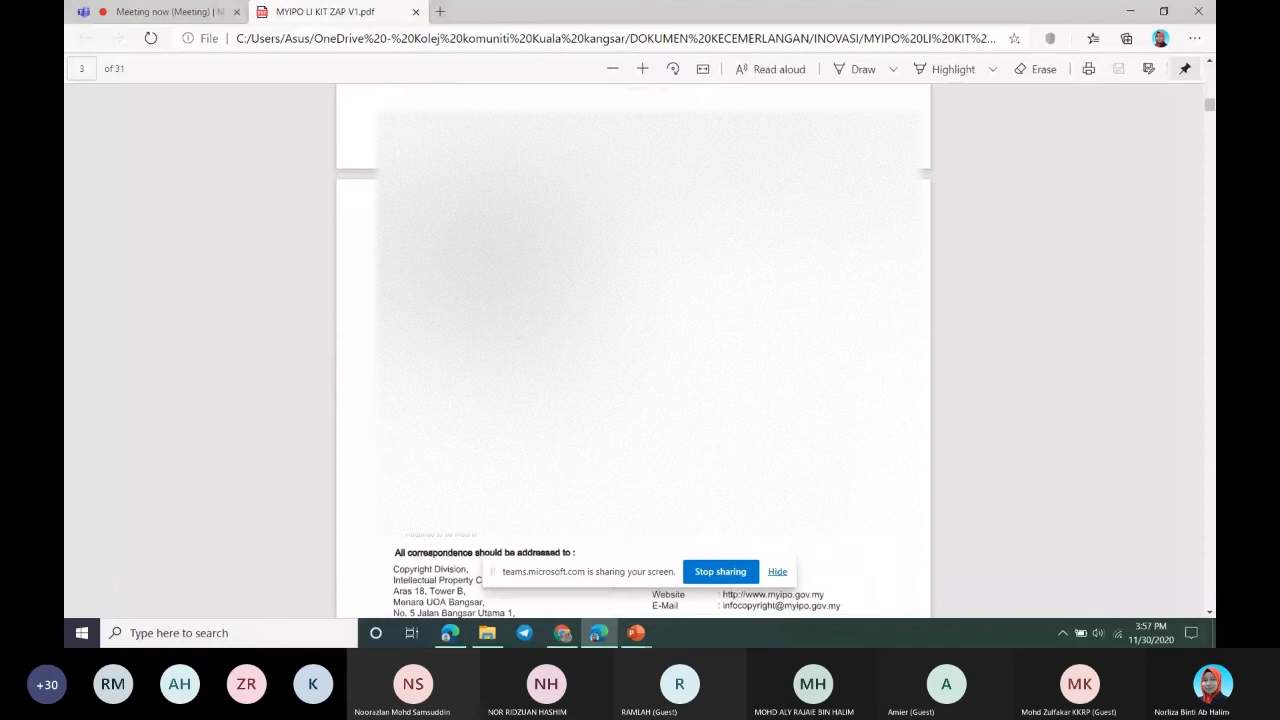 Meeting now (Meeting) | M
MYIPO LI KIT ZAP V1.pdf
File
C:/Users/Asus/OneDrive%20-%20Kolej%20komuniti%20Kuala%20kangsar/DOKUMEN%20KECEMERLANGAN/INOVASI/MYIPO%20LI%20KIT%2...
3 of 31
Read aloud
Draw
Highlight
Erase
All correspondence should be addressed to :
Copyright Division,
Intellectual Property C
Aras 18, Tower B,
Menara UOA Bangsar,
No. 5 Jalan Bangsar Utama 1,
teams.microsoft.com is sharing your screen.
Stop sharing
Hide
Website : http://www.myipo.gov.my
E-Mail : infocopyright@myipo.gov.my
Type here to search
3:57 PM
11/30/2020
+30
RM
AH
ZR
K
NS
NH
R
MH
A
MK
Noorazlan Mohd Samsuddin
NOR RIDZUAN HASHIM
RAMLAH (Guest)
MOHD ALY RAJAIE BIN HALIM
Amier (Guest)
Mohd Zulfakar KKRP (Guest)
Norliza Binti Ab Halim